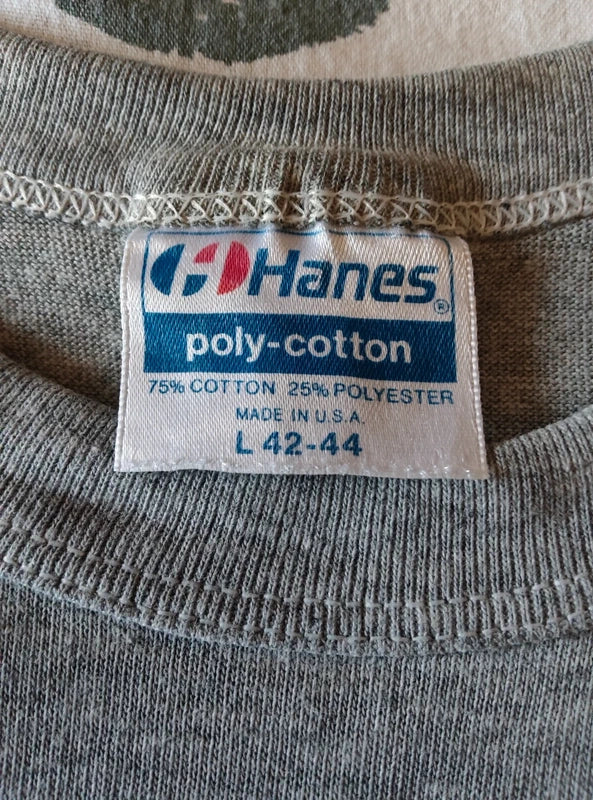 Hanes®
poly-cotton
75% COTTON 25% POLYESTER
MADE IN U.S.A.
L 42-44